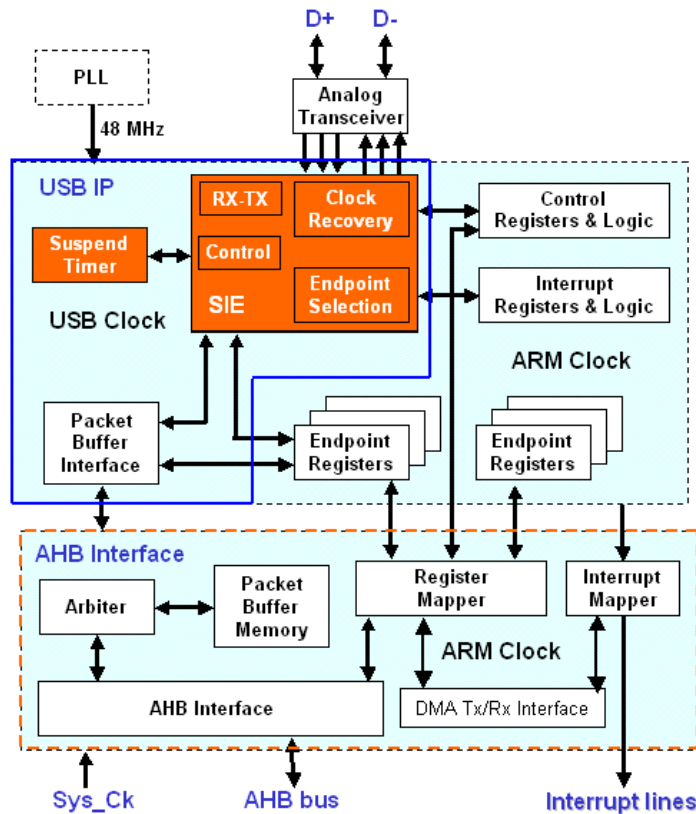 D+ D-
PLL
Analog
Transceiver
48 MHz
USB IP
RX-TX
Clock
Recovery
Control
Registers & Logic
Suspend
Timer
Control
SIE
Endpoint
Selection
Interrupt
Registers & Logic
USB Clock
ARM Clock
Packet
Buffer
Interface
Endpoint
Registers
Endpoint
Registers
AHB Interface
Arbiter
Packet
Buffer
Memory
Register
Mapper
Interrupt
Mapper
ARM Clock
AHB Interface
DMA Tx/Rx Interface
Sys_Ck
AHB bus
Interrupt lines